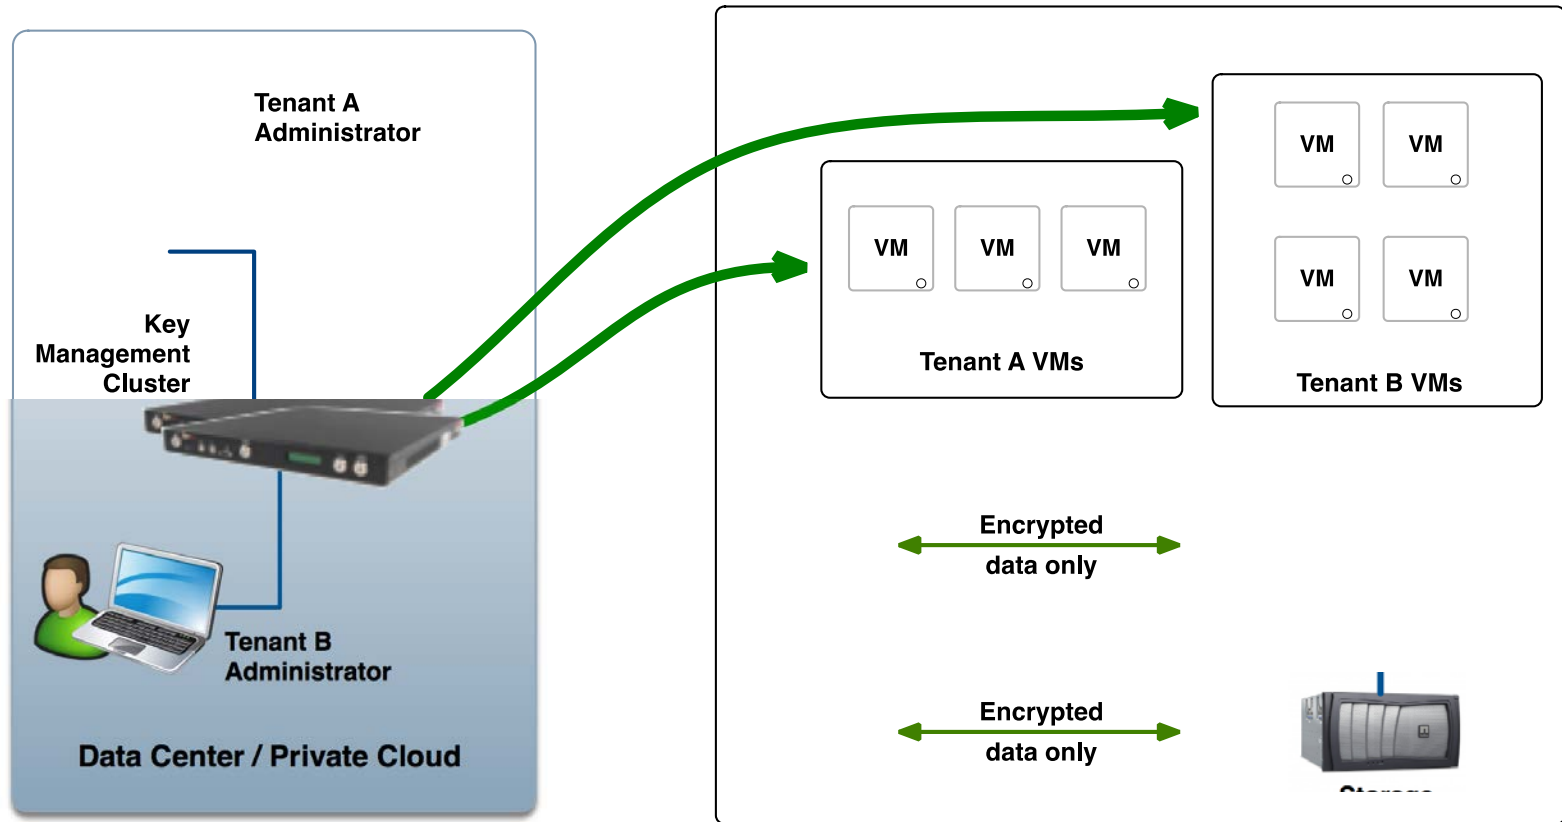 Tenant A
Administrator
Key
Management
Cluster
Tenant B
Administrator
Data Center / Private Cloud
VM
VM
VM
Tenant A VMs
VM
VM
VM
VM
Tenant B VMs
Encrypted
data only
Encrypted
data only